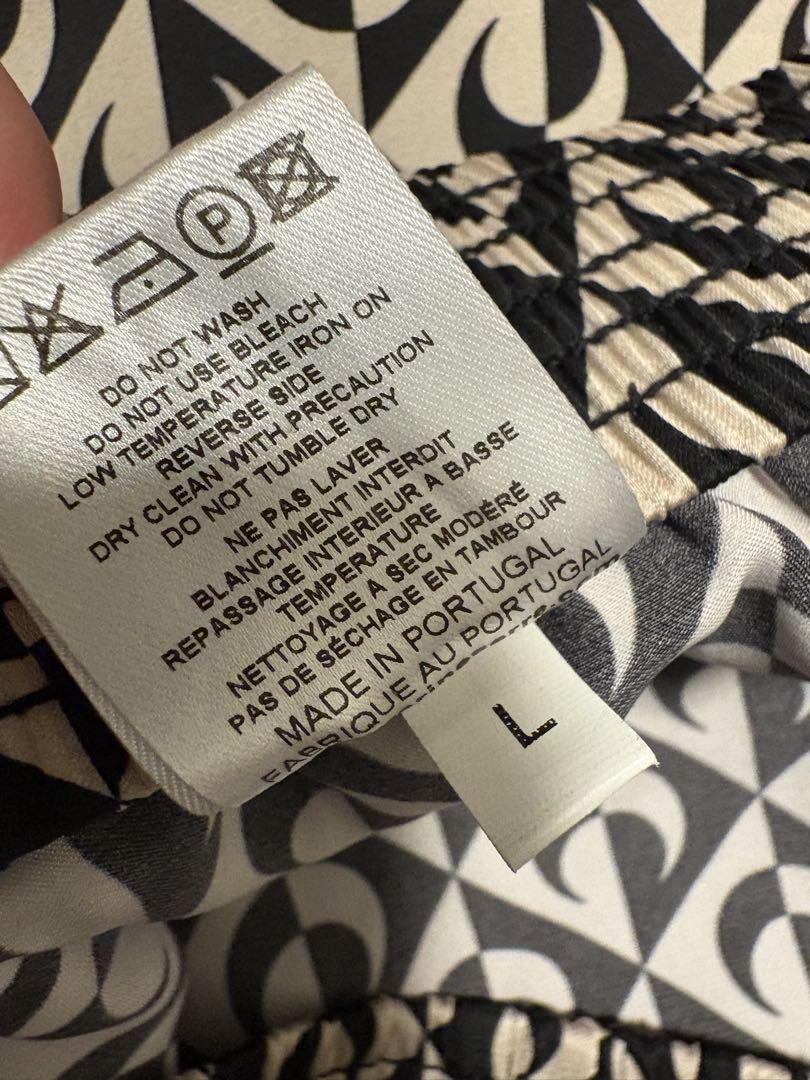 P
DO NOT WASH
DO NOT USE BLEACH
LOW TEMPERATURE IRON ON
REVERSE SIDE
DRY CLEAN WITH PRECAUTION
DO NOT TUMBLE DRY
NE PAS LAVER
BLANCHIMENT INTERDIT
REPASSAGE INTERIEUR A BASSE
TEMPERATURE
NETTOYAGE A SEC MODÉRÉ
PAS DE SÉCHAGE EN TAMBOUR
MADE IN PORTUGAL
FABRIQUE AU PORTUGAL
L